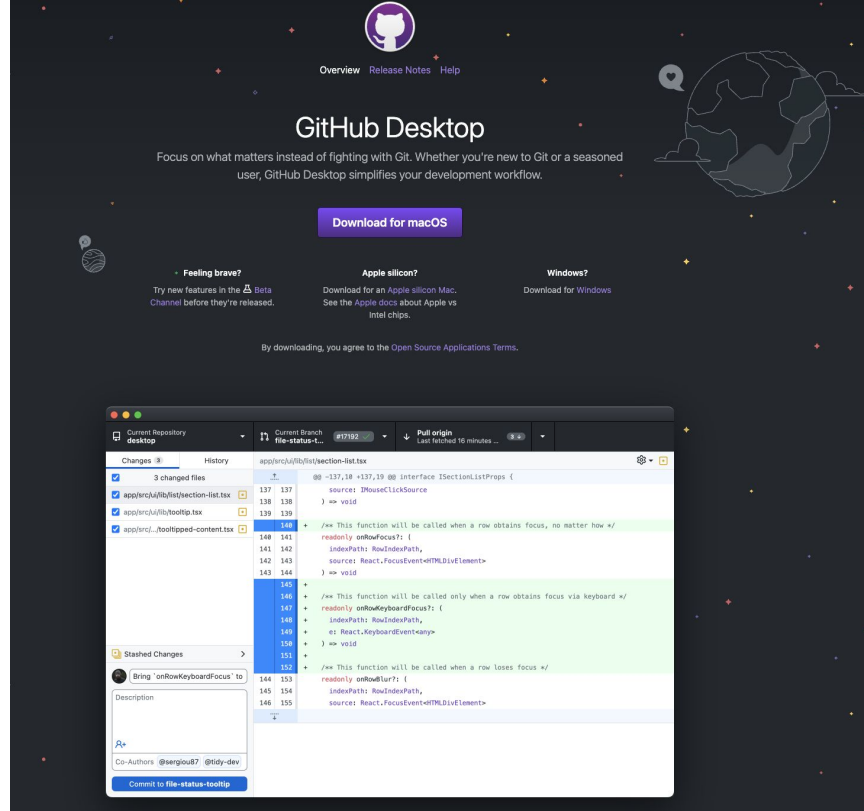 Overview Release Notes Help
GitHub Desktop
Focus on what matters instead of fighting with Git. Whether you're new to Git or a seasoned
user, GitHub Desktop simplifies your development workflow.
Download for macOS
Feeling brave?
Try new features in the Beta
Channel before they're released.
Apple silicon?
Download for an Apple silicon Mac.
See the Apple docs about Apple vs
Intel chips.
Windows?
Download for Windows
By downloading, you agree to the Open Source Applications Terms.
Current Repository
desktop
Current Branch
file-status-t... #17192
Pull origin
Last fetched 16 minutes ... 3
Changes 3 History
3 changed files
app/src/ui/lib/list/section-list.tsx
app/src/ui/lib/tooltip.tsx
app/src/.../tooltipped-content.tsx
Stashed Changes
Bring `onRowKeyboardFocus` to
Description
Co-Authors @sergiou87 @tidy-dev
Commit to file-status-tooltip
app/src/ui/lib/list/section-list.tsx
@@ -137,10 +137,19 @@ interface ISectionListProps {
137 137 source: IMouseClickSource
138 138 ) => void
139 139
140 + /** This function will be called when a row obtains focus, no matter how */
140 141 readonly onRowFocus?: (
141 142 indexPath: RowIndexPath,
142 143 source: React.FocusEvent<HTMLDivElement>
143 144 ) => void
145 +
146 + /** This function will be called only when a row obtains focus via keyboard */
147 + readonly onRowKeyboardFocus?: (
148 + indexPath: RowIndexPath,
149 + e: React.KeyboardEvent<any>
150 + ) => void
151 +
152 + /** This function will be called when a row loses focus */
144 153 readonly onRowBlur?: (
145 154 indexPath: RowIndexPath,
146 155 source: React.FocusEvent<HTMLDivElement>